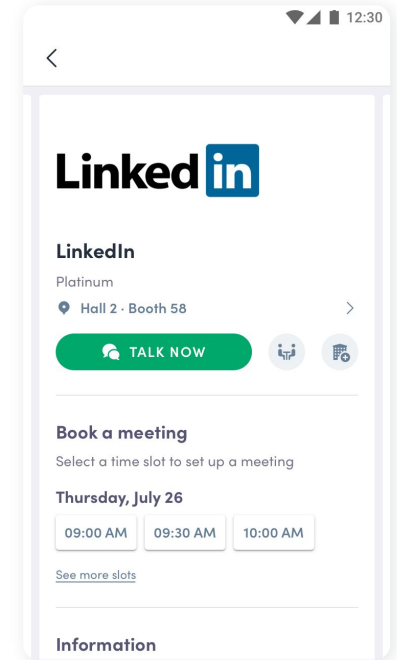 12:30
Linked in
LinkedIn
Platinum
Hall 2 · Booth 58
TALK NOW
Book a meeting
Select a time slot to set up a meeting
Thursday, July 26
09:00 AM 09:30 AM 10:00 AM
See more slots
Information